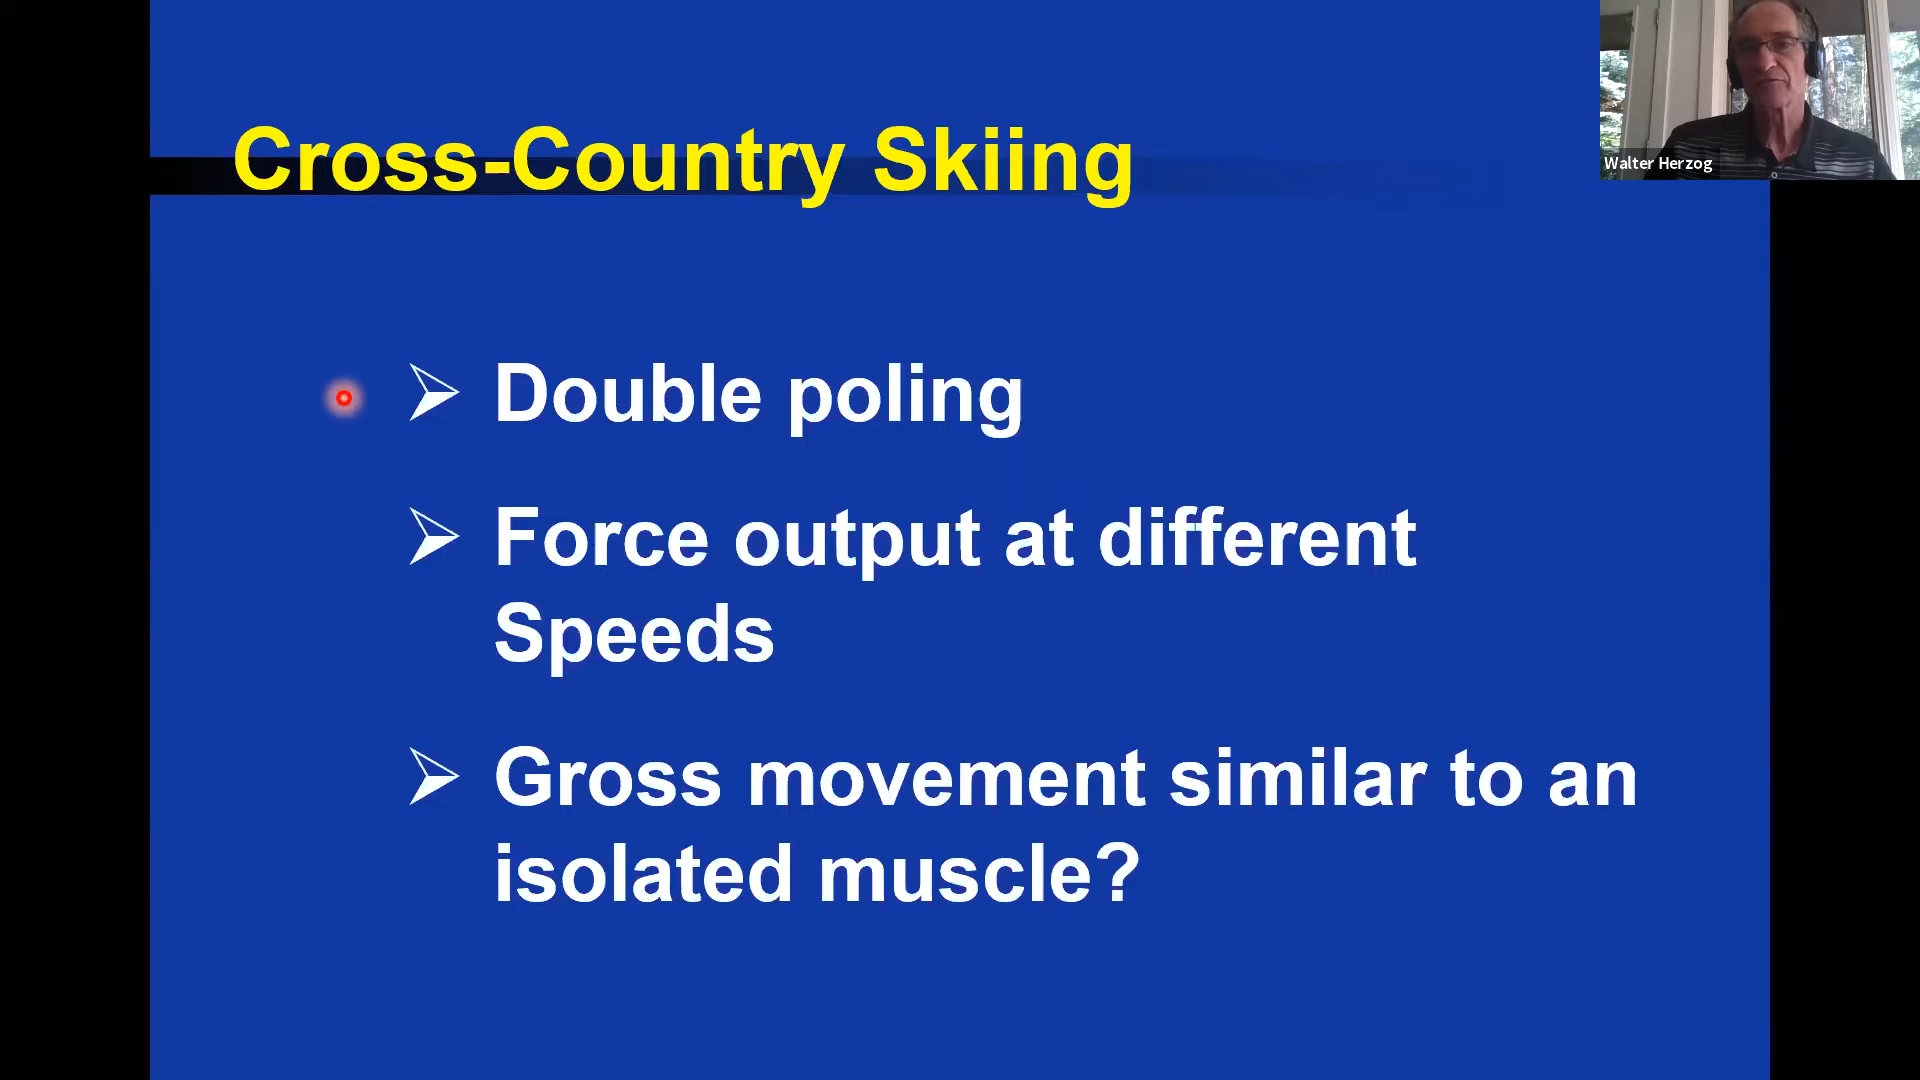 Cross-Country Skiing
Walter Herzog
Double poling
Force output at different
Speeds
Gross movement similar to an
isolated muscle?